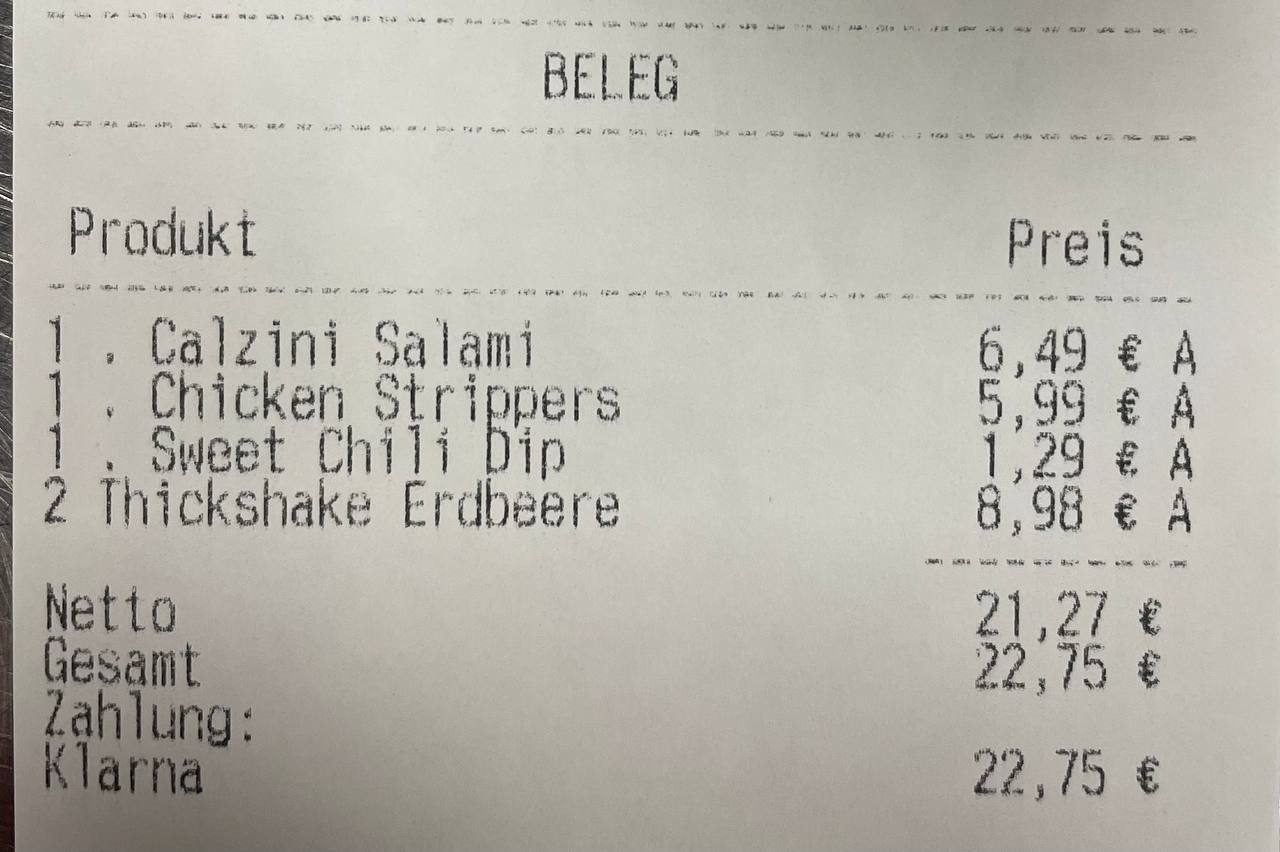 BELEG
Produkt Preis
1 . Calzini Salami 6,49 € A
1 . Chicken Strippers 5,99 € A
1 . Sweet Chili Dip 1,29 € A
2 Thickshake Erdbeere 8,98 € A
Netto 21,27 €
Gesamt 22,75 €
Zahlung:
Klarna 22,75 €